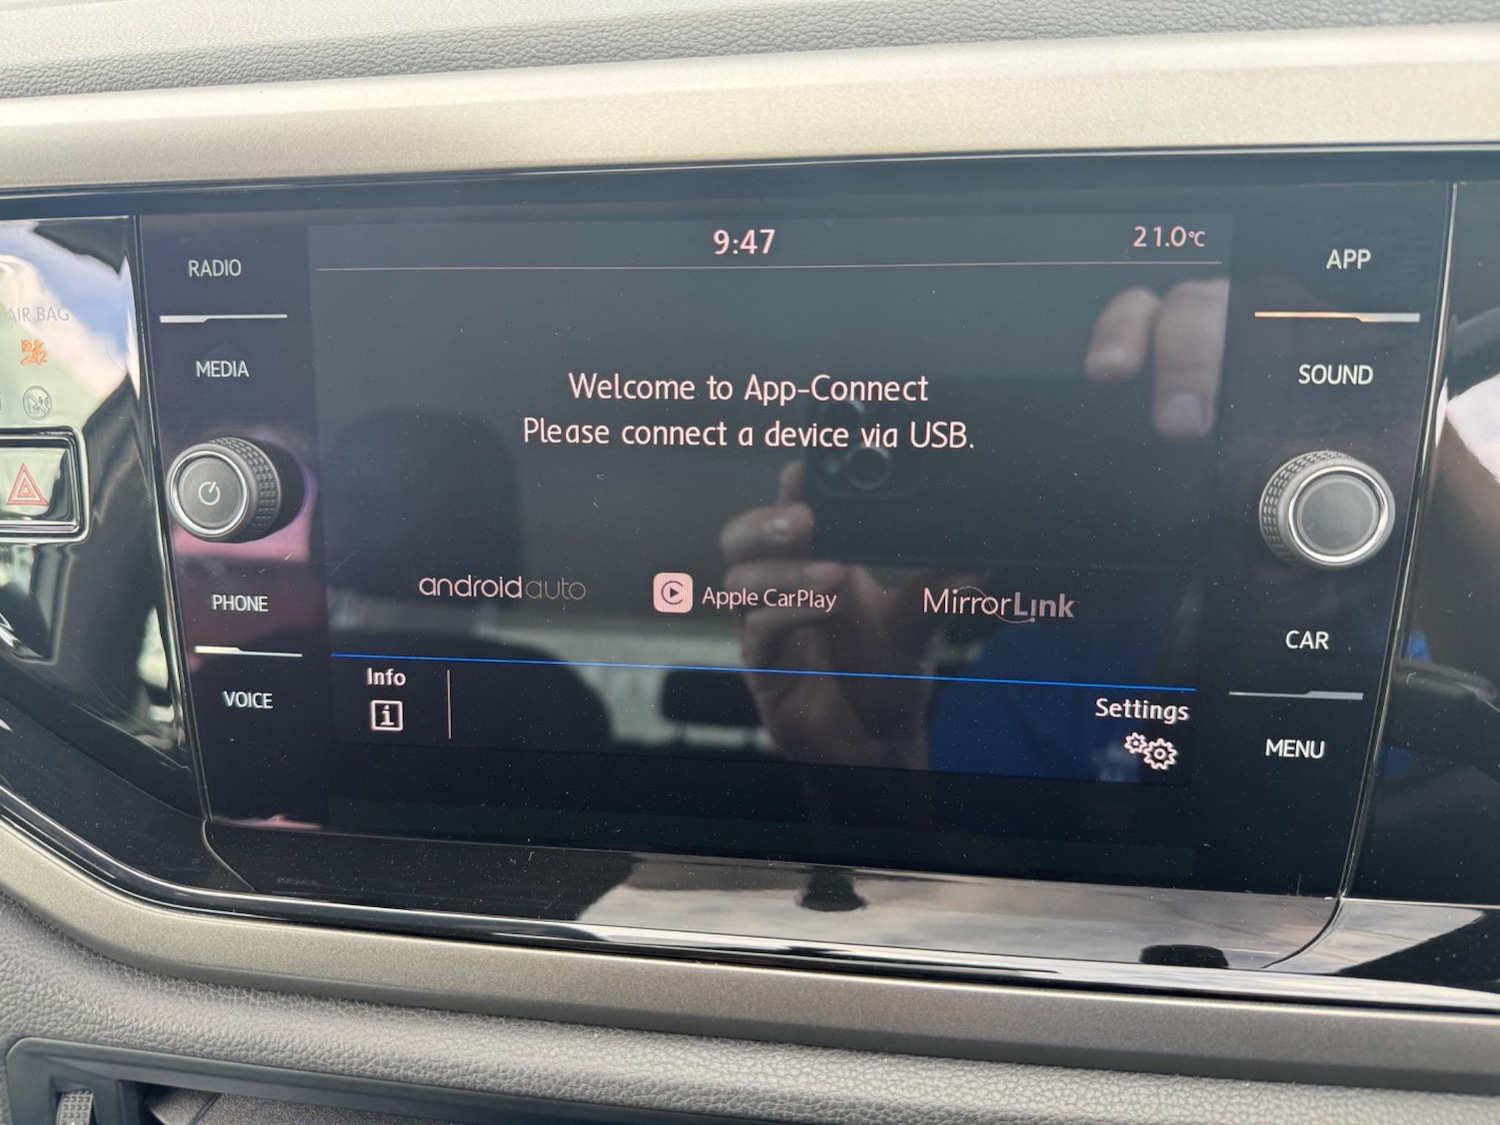 9:47
21.0°C
RADIO
MEDIA
PHONE
VOICE
AIR BAG
Welcome to App-Connect
Please connect a device via USB.
androidauto
Apple CarPlay
MirrorLink
Info
Settings
APP
SOUND
CAR
MENU